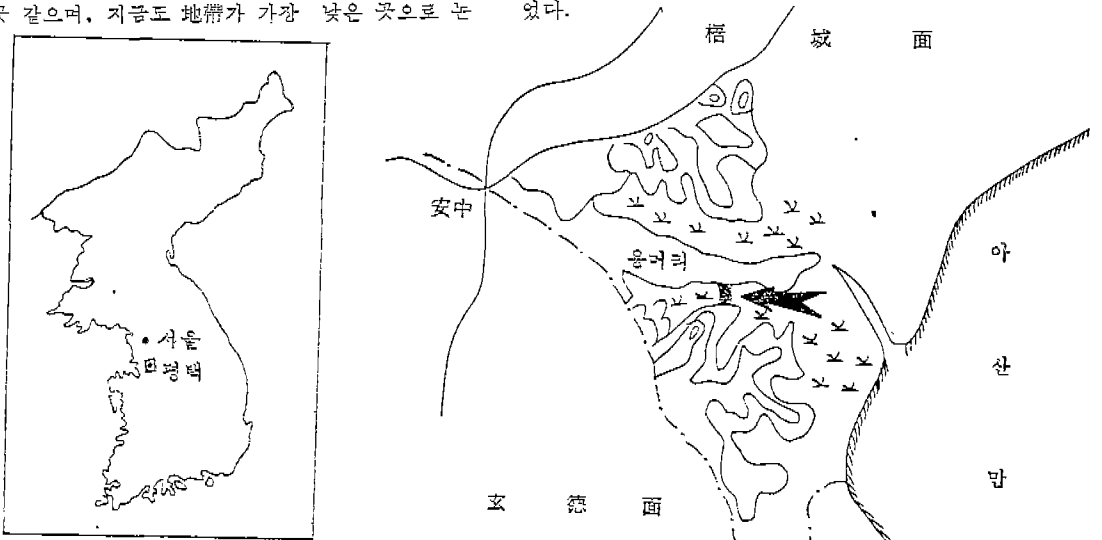 같으며, 지금도 地帶가 가장 낮은 곳으로 논 었다.
梧城面
安中
용머리
서울
평택
아산만
玄德面